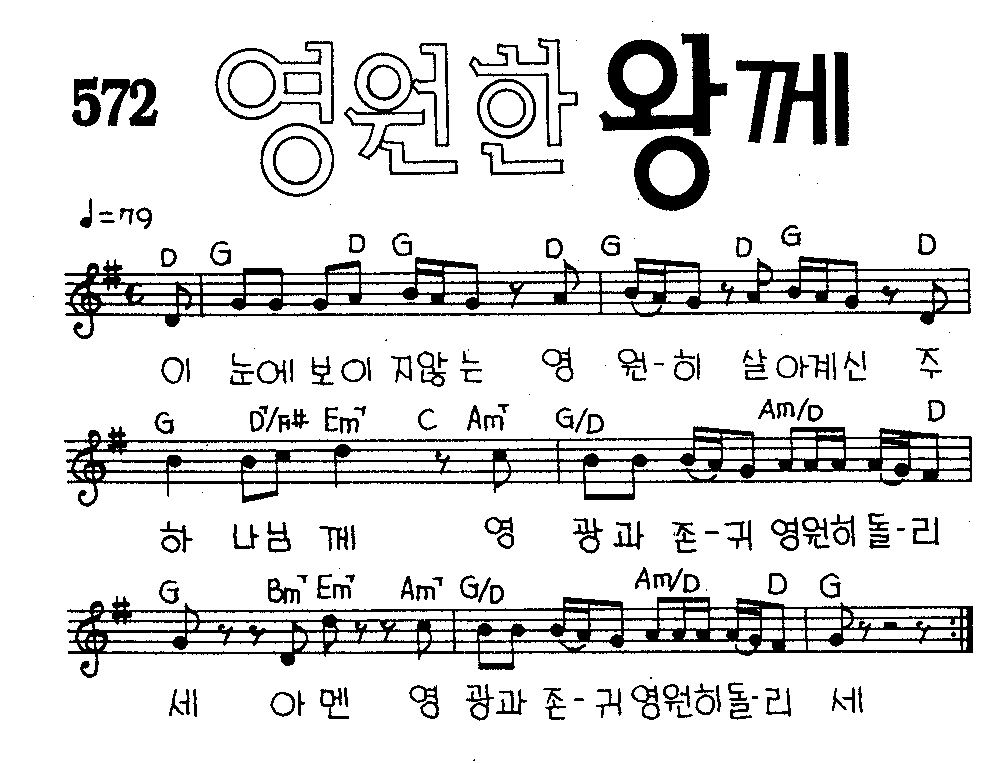 572 영원한 왕께
♩=79
D G D G D G D G D
이 눈에 보이 지않는 영 원-히 살아계신 주
G D7/F# Em7 C Am7 G/D Am/D D
하 나님 께 영 광과 존-귀 영원히 돌-리
G Bm7 Em7 Am7 G/D Am/D D G
세 아 멘 영 광과 존-귀 영원히 돌-리 세